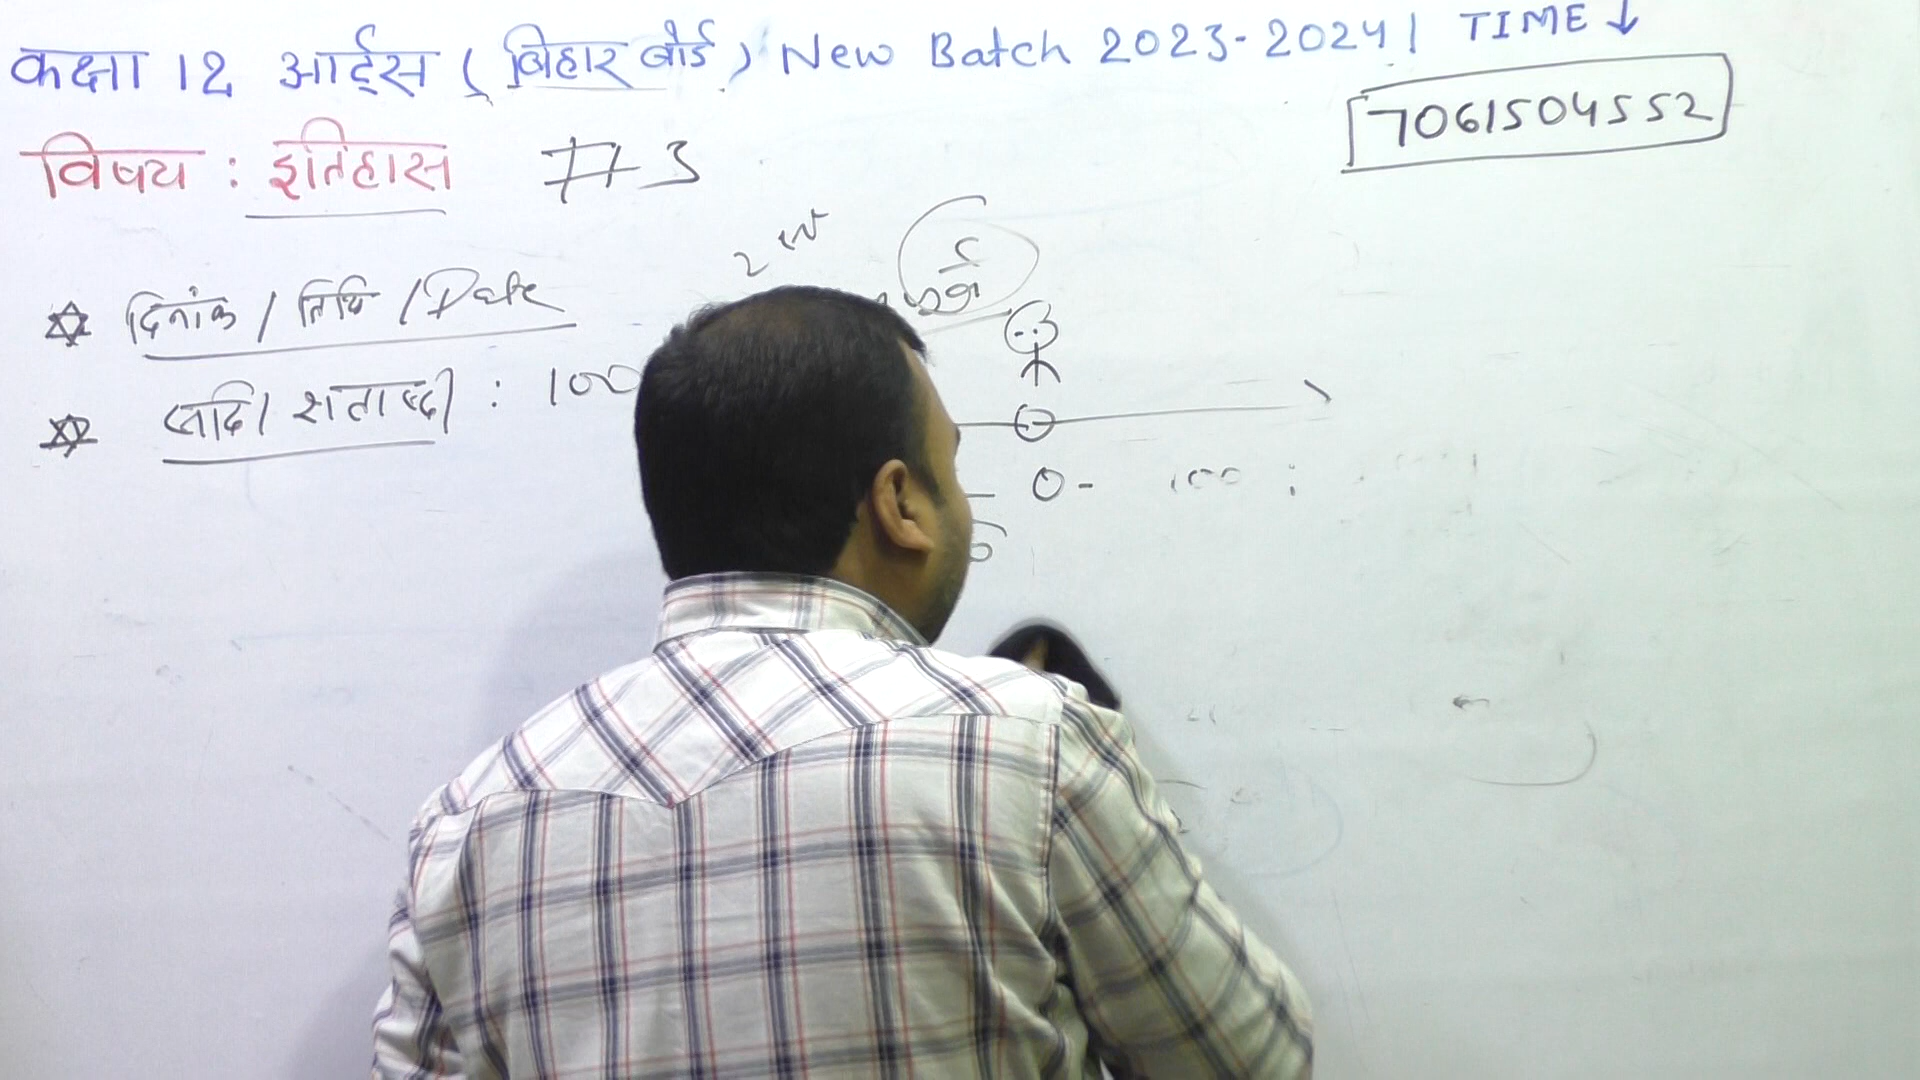 कक्षा 12 आर्ट्स ( बिहार बोर्ड ) New Batch 2023-2024 | TIME ↓
7061504552
विषय : इतिहास # 3
दिनांक / तिथि / Date
सदि / शताब्दी : 100
0 - 100 :